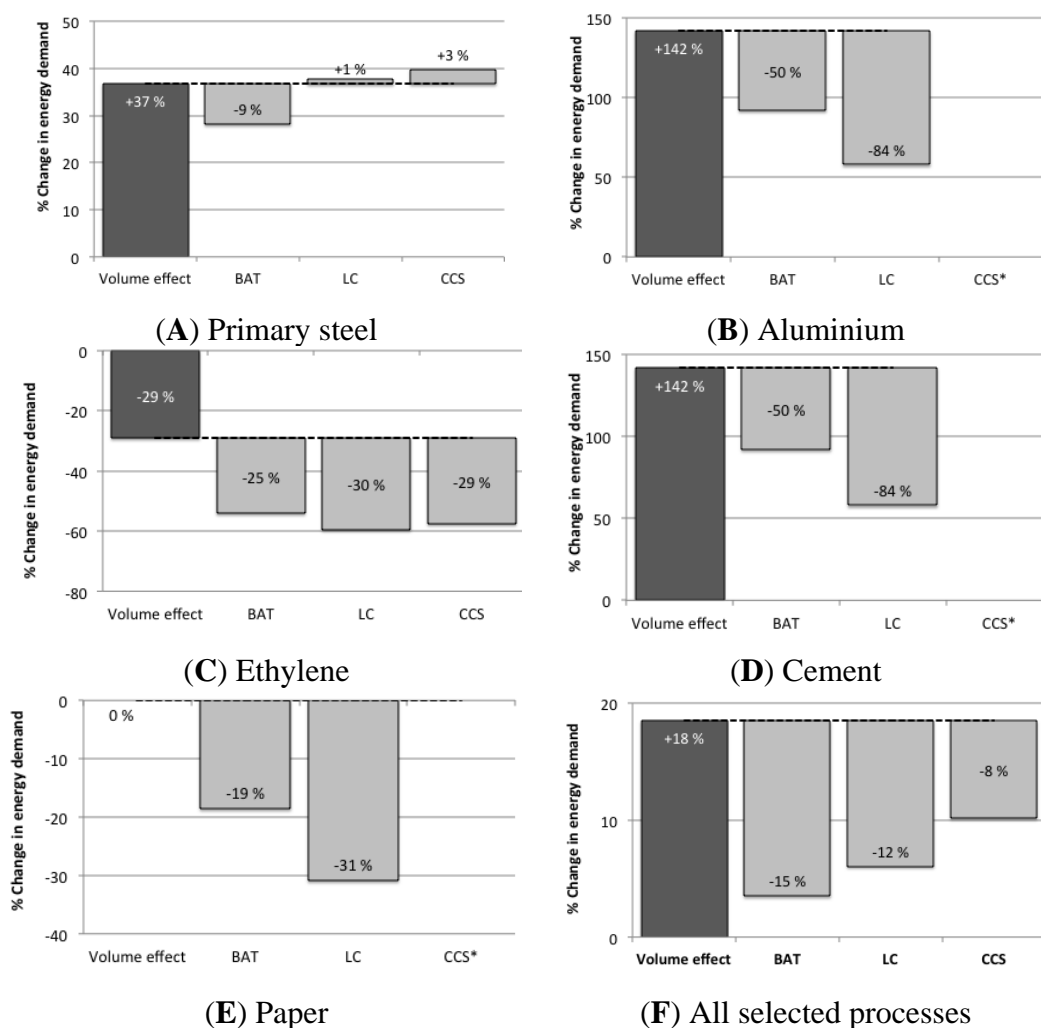 % Change in energy demand
50
40
30
20
10
0
+37 %
-9 %
+1 %
+3 %
Volume effect BAT LC CCS
(A) Primary steel
% Change in energy demand
150
100
50
0
+142 %
-50 %
-84 %
Volume effect BAT LC CCS*
(B) Aluminium
% Change in energy demand
0
-20
-40
-60
-80
-29 %
-25 %
-30 %
-29 %
Volume effect BAT LC CCS
(C) Ethylene
% Change in energy demand
150
100
50
0
+142 %
-50 %
-84 %
Volume effect BAT LC CCS*
(D) Cement
% Change in energy demand
0
-10
-20
-30
-40
0 %
-19 %
-31 %
Volume effect BAT LC CCS*
(E) Paper
% Change in energy demand
20
10
0
+18 %
-15 %
-12 %
-8 %
Volume effect BAT LC CCS
(F) All selected processes